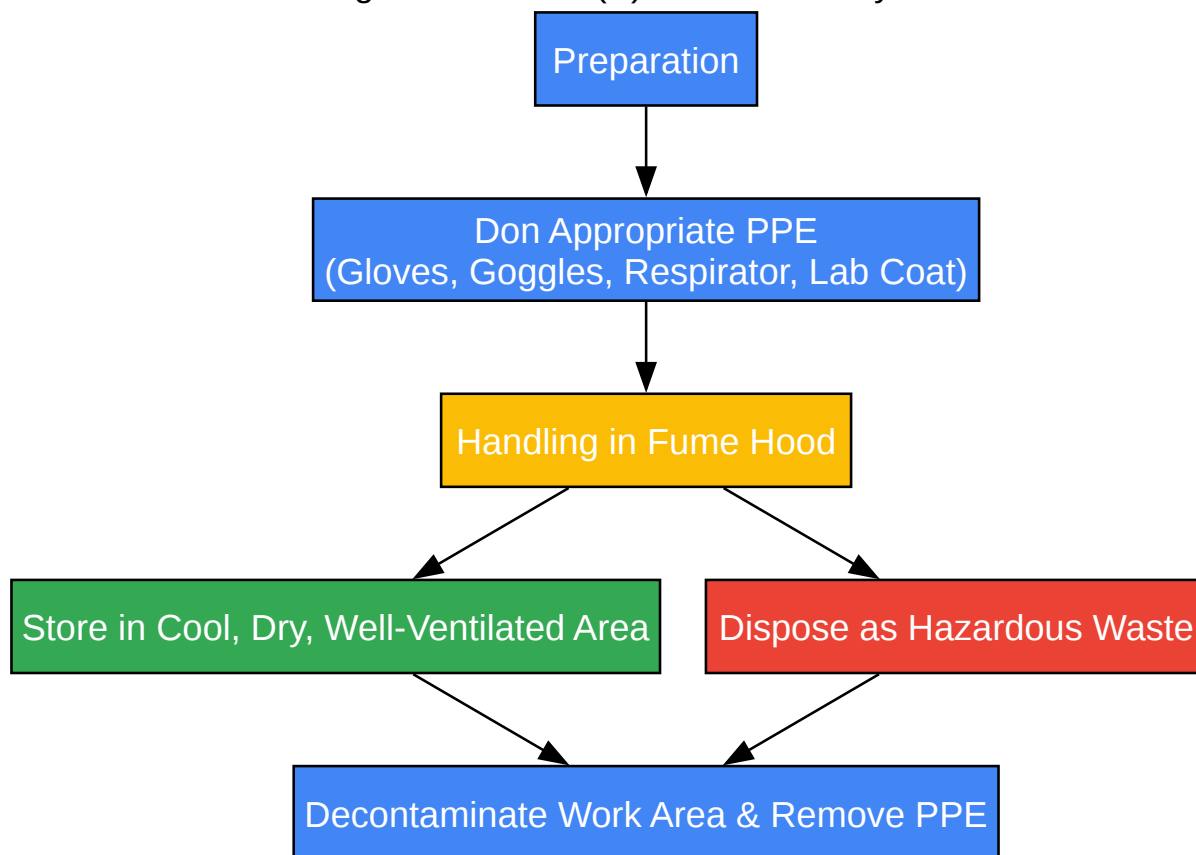 Preparation
Don Appropriate PPE
(Gloves, Goggles, Respirator, Lab Coat)
Handling in Fume Hood
Store in Cool, Dry, Well-Ventilated Area
Dispose as Hazardous Waste
Decontaminate Work Area & Remove PPE